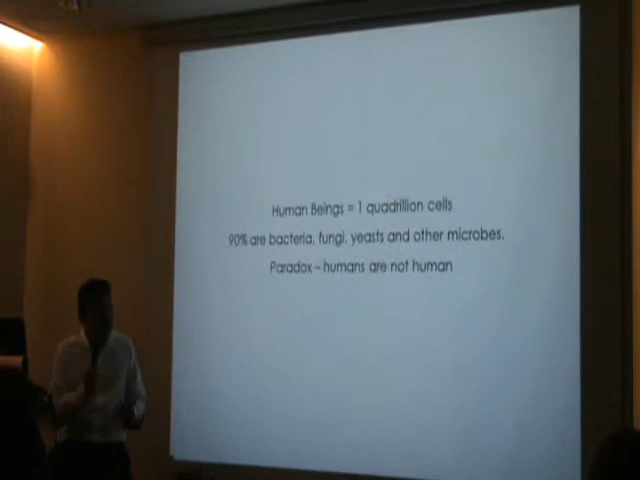 Human Beings = 1 quadrillion cells
90% are bacteria, fungi, yeasts and other microbes.
Paradox – humans are not human